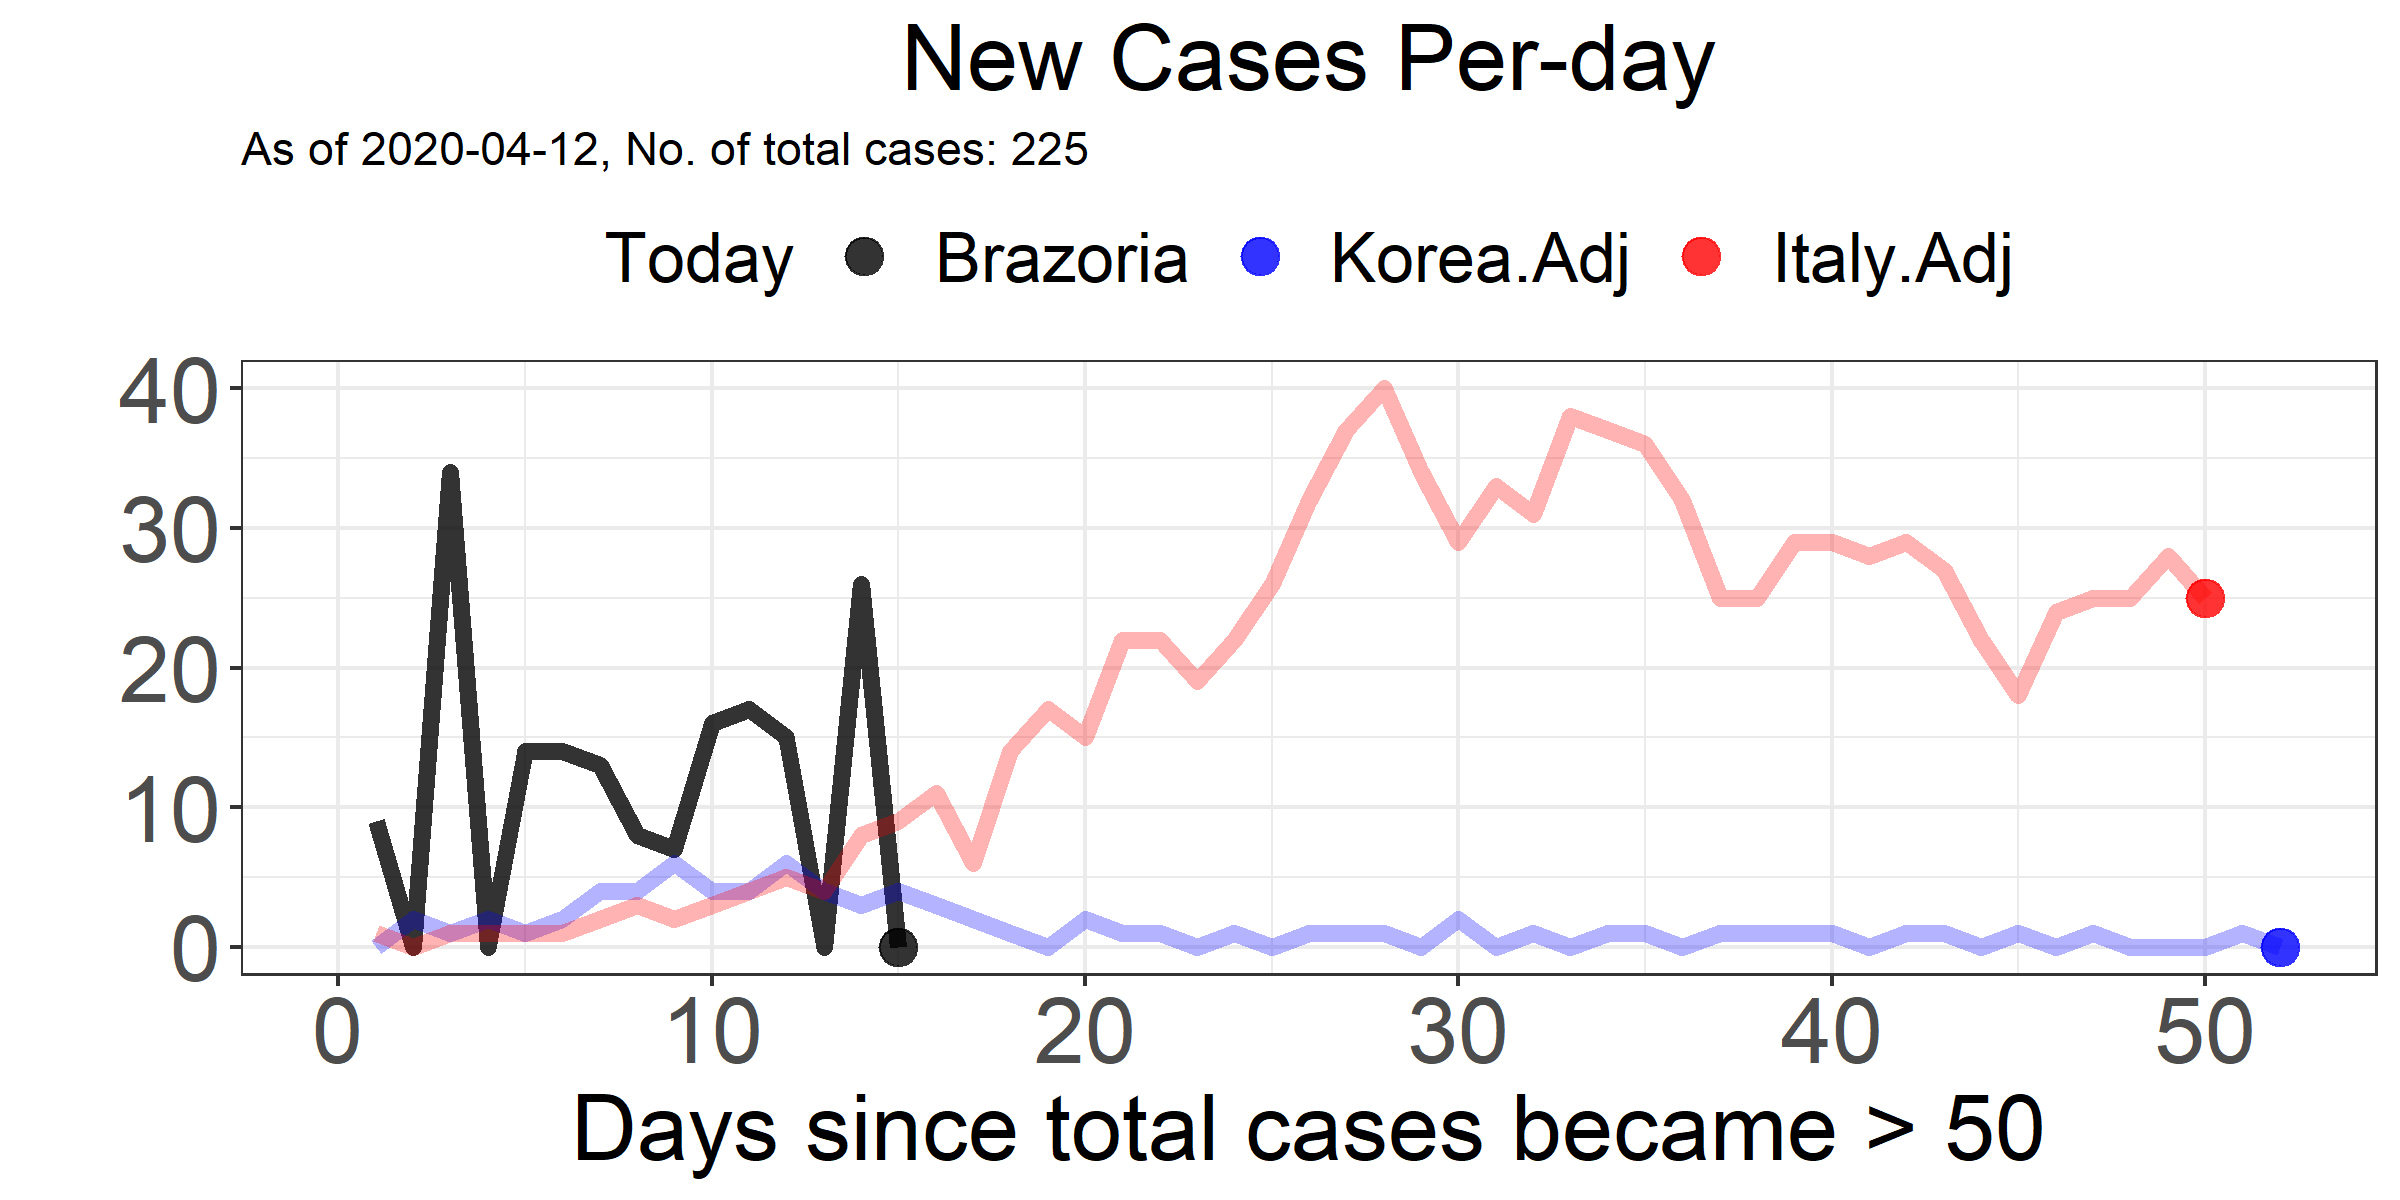 New Cases Per-day
As of 2020-04-12, No. of total cases: 225
Today Brazoria Korea.Adj Italy.Adj
40
30
20
10
0
0 10 20 30 40 50
Days since total cases became > 50